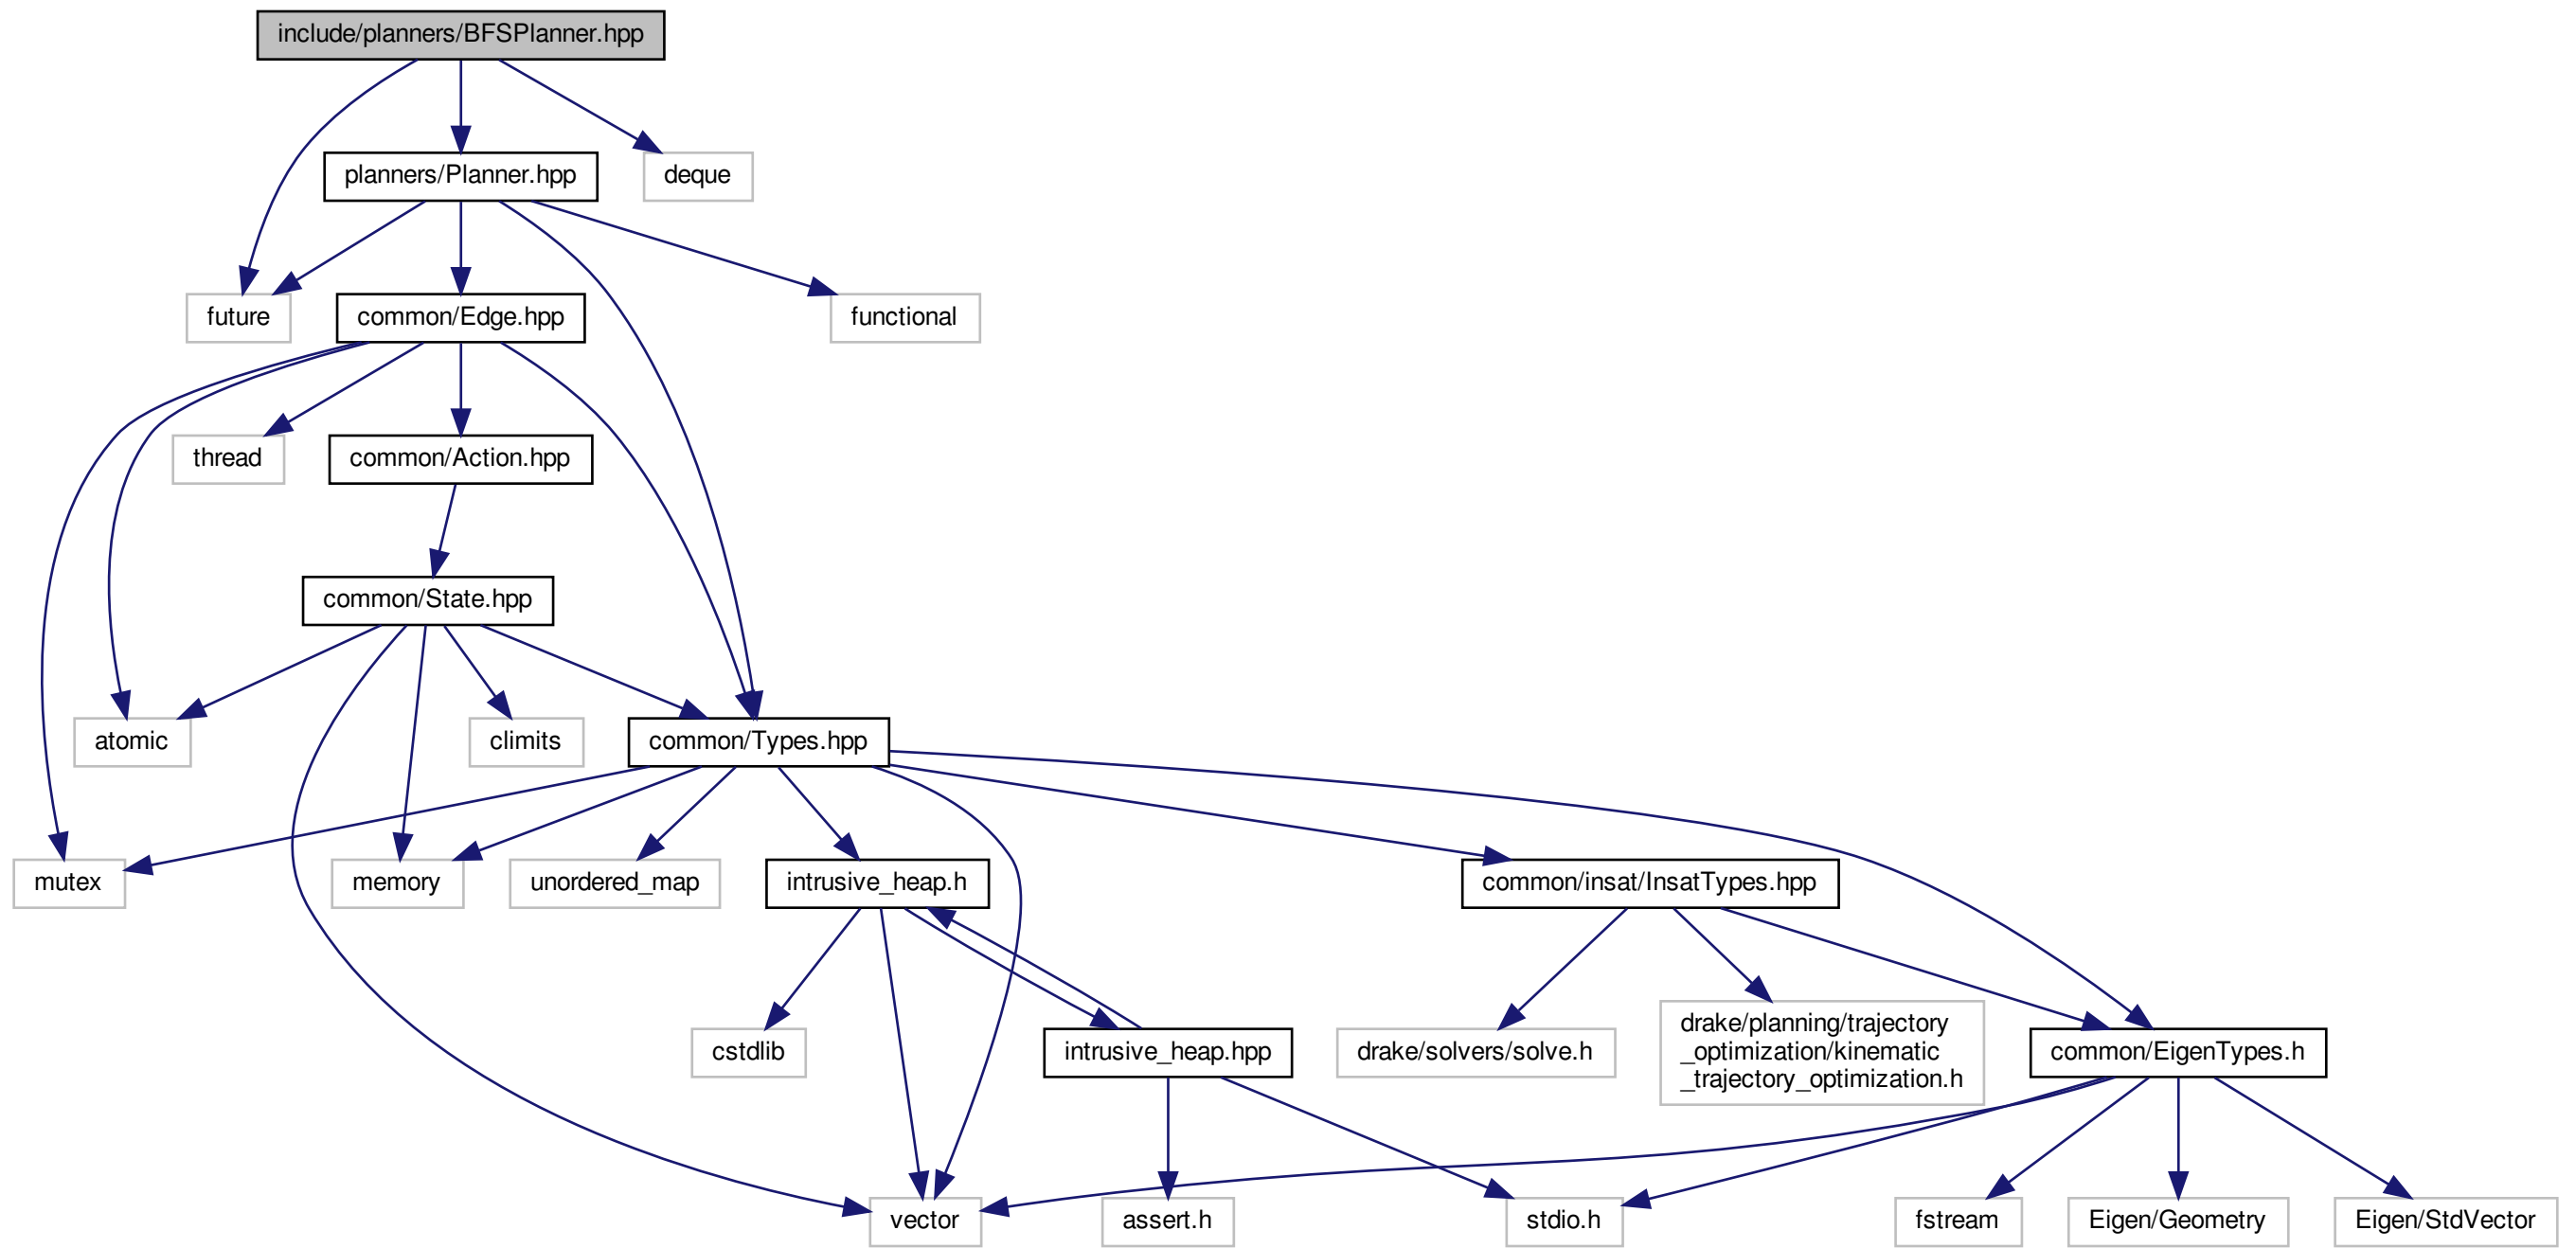 include/planners/BFSPlanner.hpp
planners/Planner.hpp
deque
future
common/Edge.hpp
functional
thread
common/Action.hpp
common/State.hpp
atomic
climits
common/Types.hpp
mutex
memory
unordered_map
intrusive_heap.h
common/insat/InsatTypes.hpp
cstdlib
intrusive_heap.hpp
drake/solvers/solve.h
drake/planning/trajectory
_optimization/kinematic
_trajectory_optimization.h
common/EigenTypes.h
vector
assert.h
stdio.h
fstream
Eigen/Geometry
Eigen/StdVector